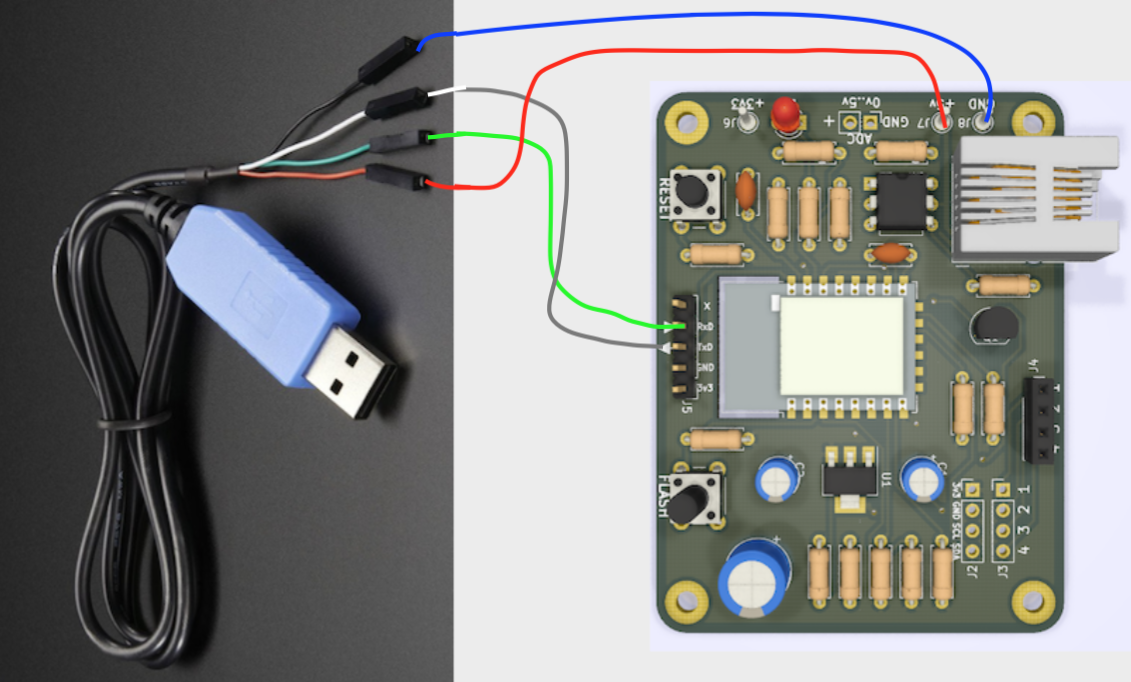 +3V3
0v..5v
+5v
GND
J6
+
GND
J7
J8
ADC
RESET
X
RxD
TxD
GND
3v3
J5
J4
1
2
3
4
U1
FLASH
3v3 GND SCL SDA
1
2
3
4
J2
J3